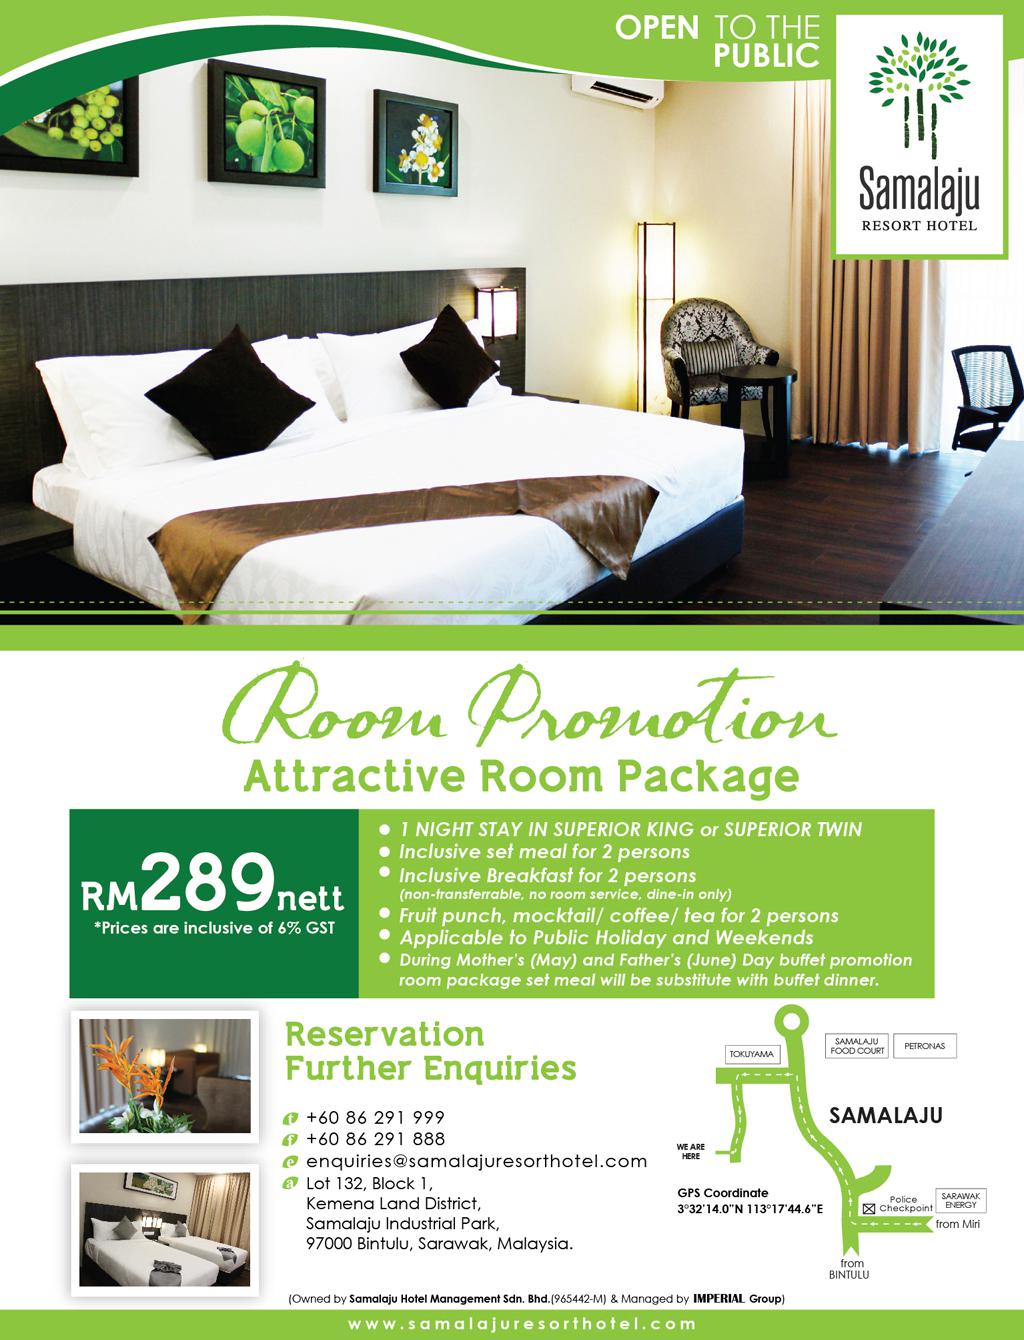 OPEN TO THE
PUBLIC
Samalaju
RESORT HOTEL
Room Promotion
Attractive Room Package
RM289nett
*Prices are inclusive of 6% GST
1 NIGHT STAY IN SUPERIOR KING or SUPERIOR TWIN
Inclusive set meal for 2 persons
Inclusive Breakfast for 2 persons
(non-transferrable, no room service, dine-in only)
Fruit punch, mocktail/ coffee/ tea for 2 persons
Applicable to Public Holiday and Weekends
During Mother's (May) and Father's (June) Day buffet promotion
room package set meal will be substitute with buffet dinner.
Reservation
Further Enquiries
t +60 86 291 999
f +60 86 291 888
e enquiries@samalajuresorthotel.com
a Lot 132, Block 1,
Kemena Land District,
Samalaju Industrial Park,
97000 Bintulu, Sarawak, Malaysia.
TOKUYAMA
SAMALAJU
FOOD COURT
PETRONAS
SAMALAJU
WE ARE
HERE
GPS Coordinate
3°32'14.0"N 113°17'44.6"E
Police
Checkpoint
SARAWAK
ENERGY
from Miri
from
BINTULU
(Owned by Samalaju Hotel Management Sdn. Bhd.(965442-M) & Managed by IMPERIAL Group)
www.samalajuresorthotel.com